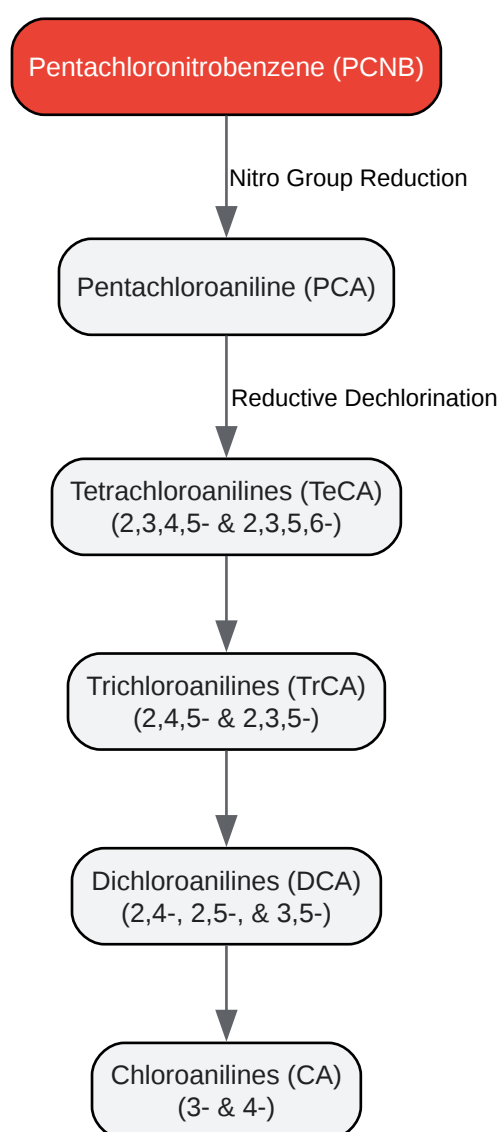 Pentachloronitrobenzene (PCNB)
Nitro Group Reduction
Pentachloroaniline (PCA)
Reductive Dechlorination
Tetrachloroanilines (TeCA)
(2,3,4,5- & 2,3,5,6-)
Trichloroanilines (TrCA)
(2,4,5- & 2,3,5-)
Dichloroanilines (DCA)
(2,4-, 2,5-, & 3,5-)
Chloroanilines (CA)
(3- & 4-)